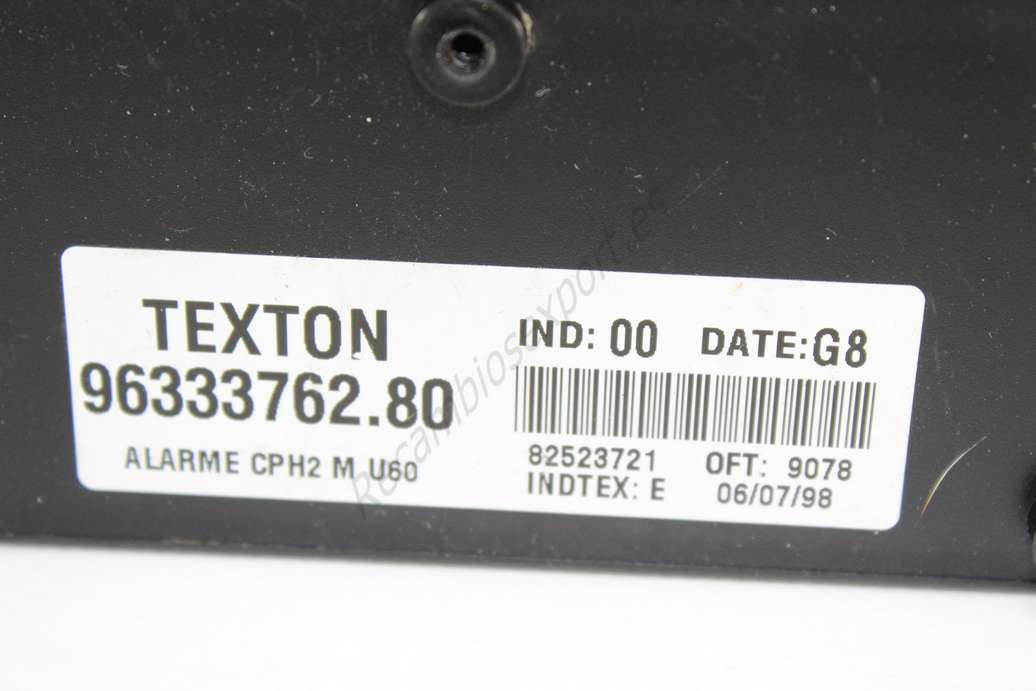 TEXTON
96333762.80
ALARME CPH2 M U60
IND: 00 DATE:G8
82523721 OFT: 9078
INDTEX: E 06/07/98
Recambiosexport.es